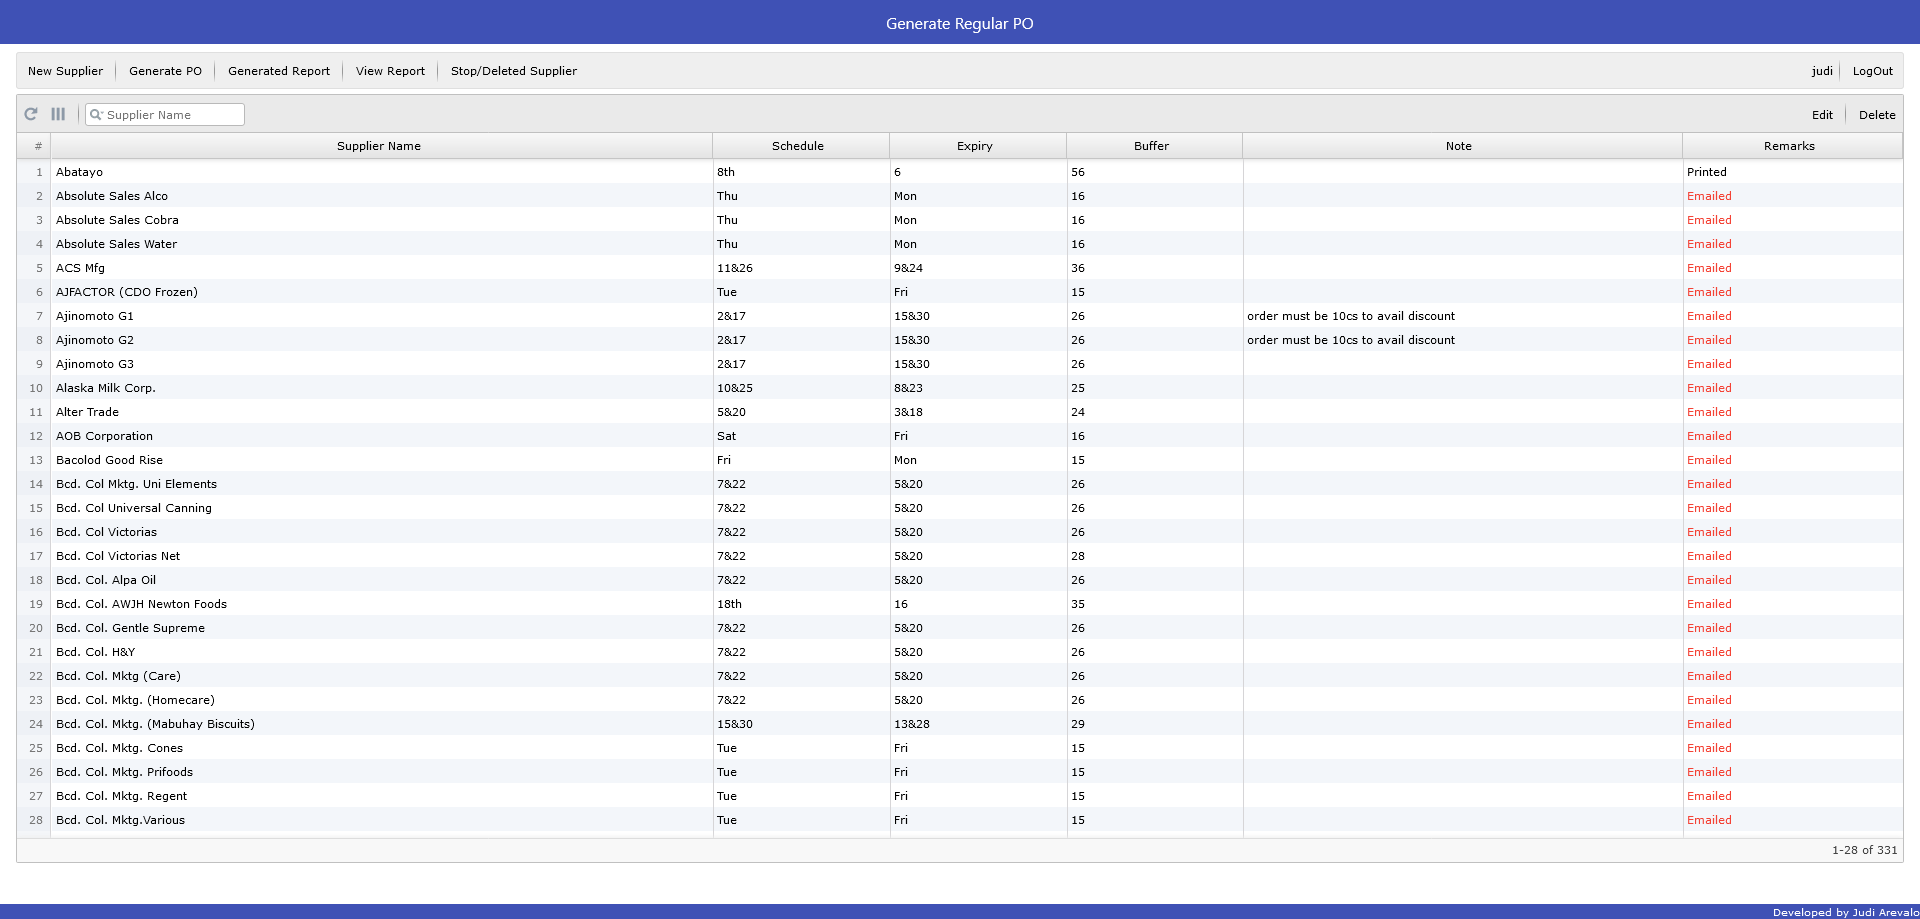 Generate Regular PO
New Supplier Generate PO Generated Report View Report Stop/Deleted Supplier judi LogOut
Supplier Name Edit Delete
# Supplier Name Schedule Expiry Buffer Note Remarks
1 Abatayo 8th 6 56 Printed
2 Absolute Sales Alco Thu Mon 16 Emailed
3 Absolute Sales Cobra Thu Mon 16 Emailed
4 Absolute Sales Water Thu Mon 16 Emailed
5 ACS Mfg 11&26 9&24 36 Emailed
6 AJFACTOR (CDO Frozen) Tue Fri 15 Emailed
7 Ajinomoto G1 2&17 15&30 26 order must be 10cs to avail discount Emailed
8 Ajinomoto G2 2&17 15&30 26 order must be 10cs to avail discount Emailed
9 Ajinomoto G3 2&17 15&30 26 Emailed
10 Alaska Milk Corp. 10&25 8&23 25 Emailed
11 Alter Trade 5&20 3&18 24 Emailed
12 AOB Corporation Sat Fri 16 Emailed
13 Bacolod Good Rise Fri Mon 15 Emailed
14 Bcd. Col Mktg. Uni Elements 7&22 5&20 26 Emailed
15 Bcd. Col Universal Canning 7&22 5&20 26 Emailed
16 Bcd. Col Victorias 7&22 5&20 26 Emailed
17 Bcd. Col Victorias Net 7&22 5&20 28 Emailed
18 Bcd. Col. Alpa Oil 7&22 5&20 26 Emailed
19 Bcd. Col. AWJH Newton Foods 18th 16 35 Emailed
20 Bcd. Col. Gentle Supreme 7&22 5&20 26 Emailed
21 Bcd. Col. H&Y 7&22 5&20 26 Emailed
22 Bcd. Col. Mktg (Care) 7&22 5&20 26 Emailed
23 Bcd. Col. Mktg. (Homecare) 7&22 5&20 26 Emailed
24 Bcd. Col. Mktg. (Mabuhay Biscuits) 15&30 13&28 29 Emailed
25 Bcd. Col. Mktg. Cones Tue Fri 15 Emailed
26 Bcd. Col. Mktg. Prifoods Tue Fri 15 Emailed
27 Bcd. Col. Mktg. Regent Tue Fri 15 Emailed
28 Bcd. Col. Mktg.Various Tue Fri 15 Emailed
1-28 of 331
Developed by Judi Arevalo